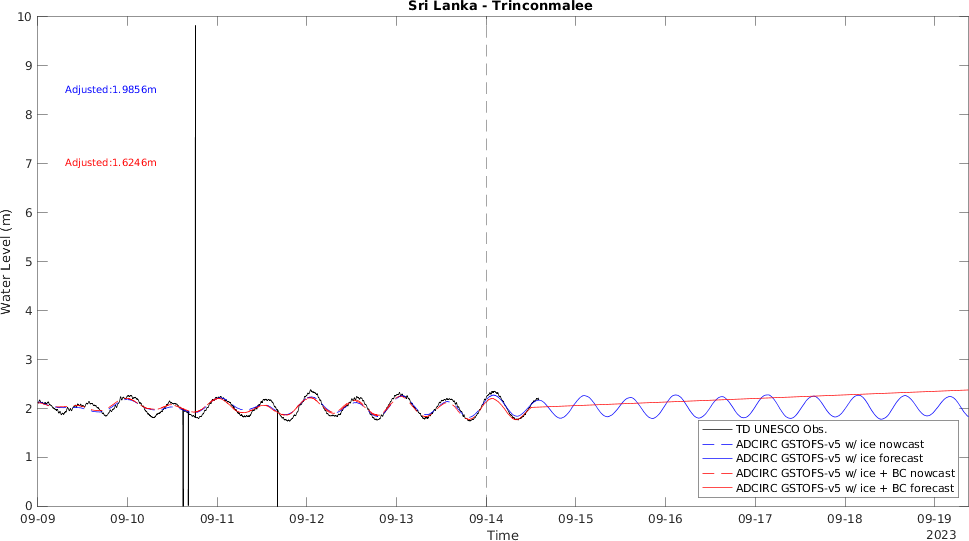 Sri Lanka - Trinconmalee
10
9
8
7
6
5
4
3
2
1
0
Water Level (m)
Adjusted:1.9856m
Adjusted:1.6246m
TD UNESCO Obs.
ADCIRC GSTOFS-v5 w/ ice nowcast
ADCIRC GSTOFS-v5 w/ ice forecast
ADCIRC GSTOFS-v5 w/ ice + BC nowcast
ADCIRC GSTOFS-v5 w/ ice + BC forecast
09-09 09-10 09-11 09-12 09-13 09-14 09-15 09-16 09-17 09-18 09-19
Time
2023